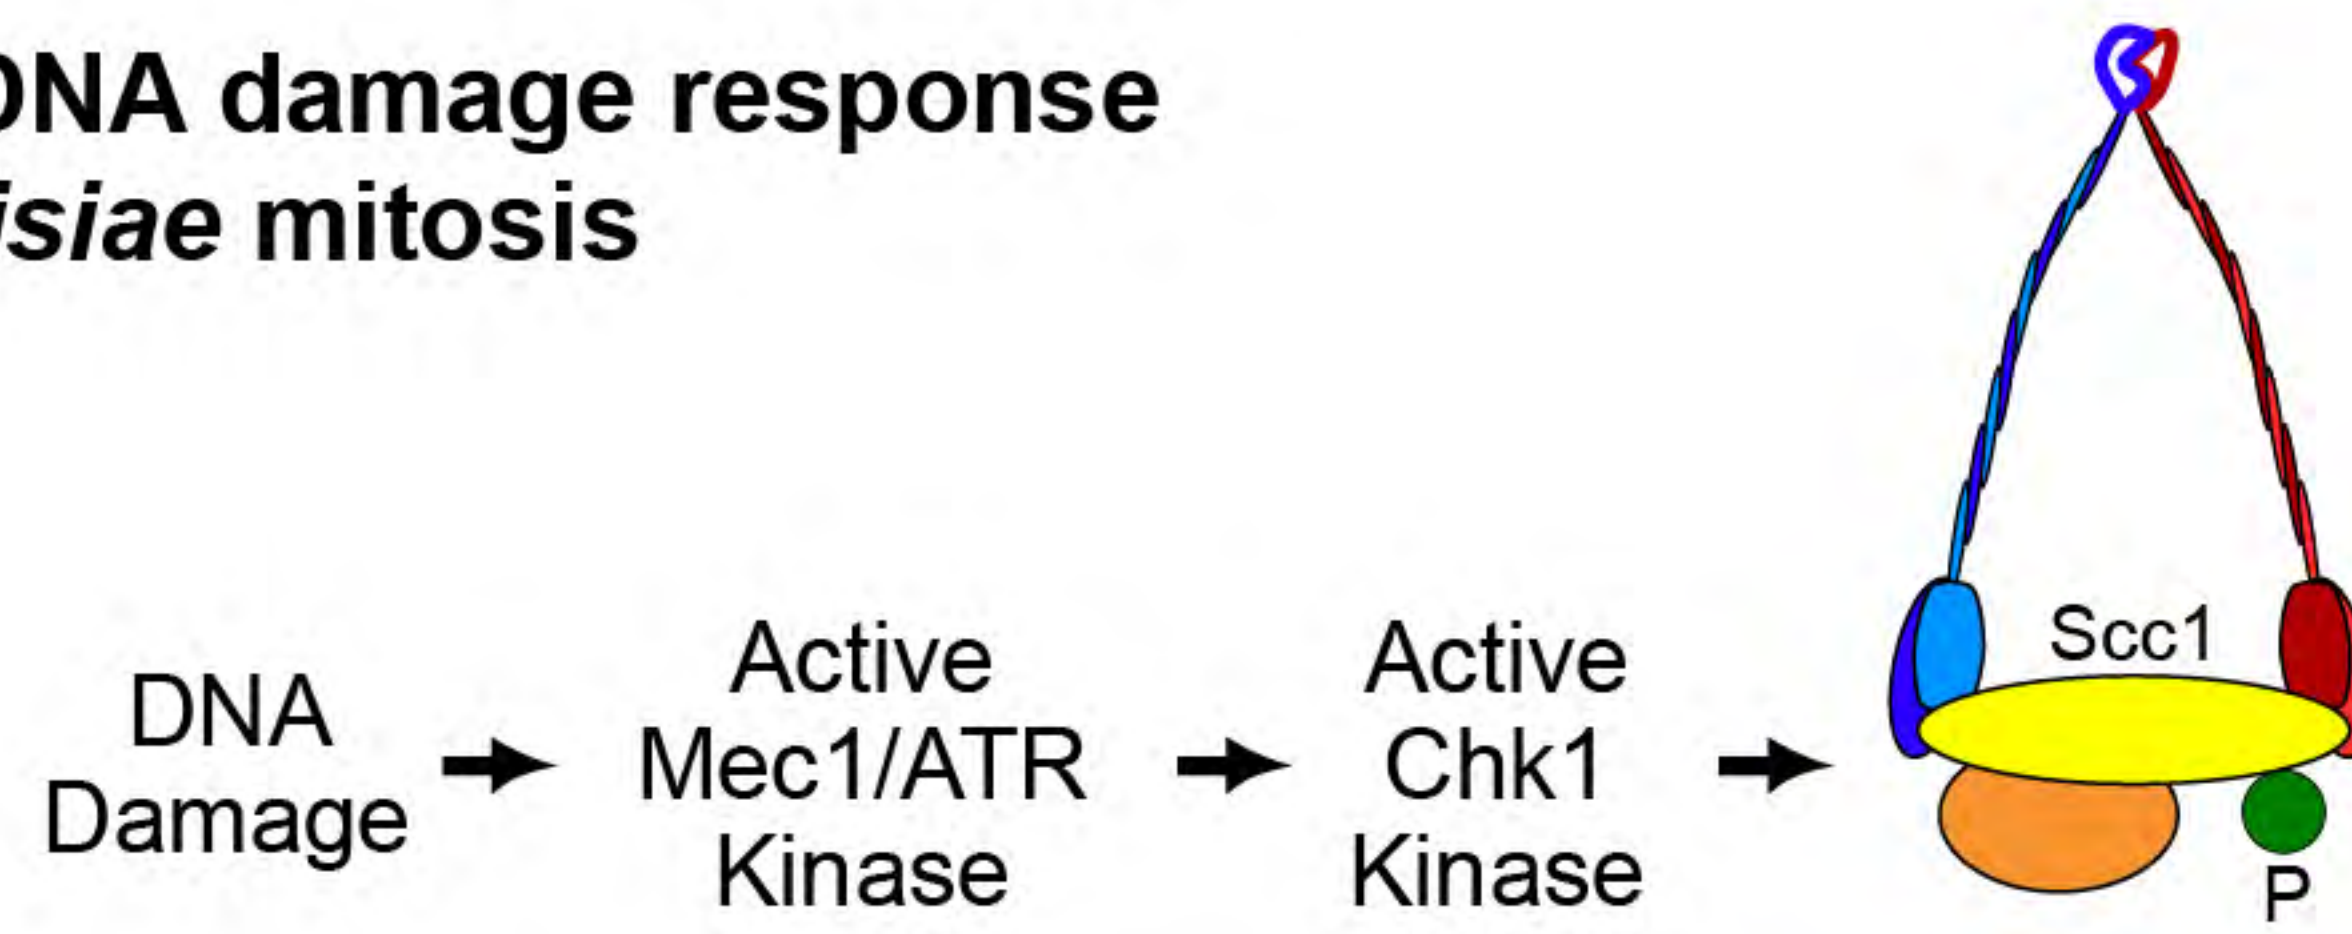 DNA damage response
isiae mitosis
DNA
Damage
Active
Mec1/ATR
Kinase
Active
Chk1
Kinase
Scc1
P